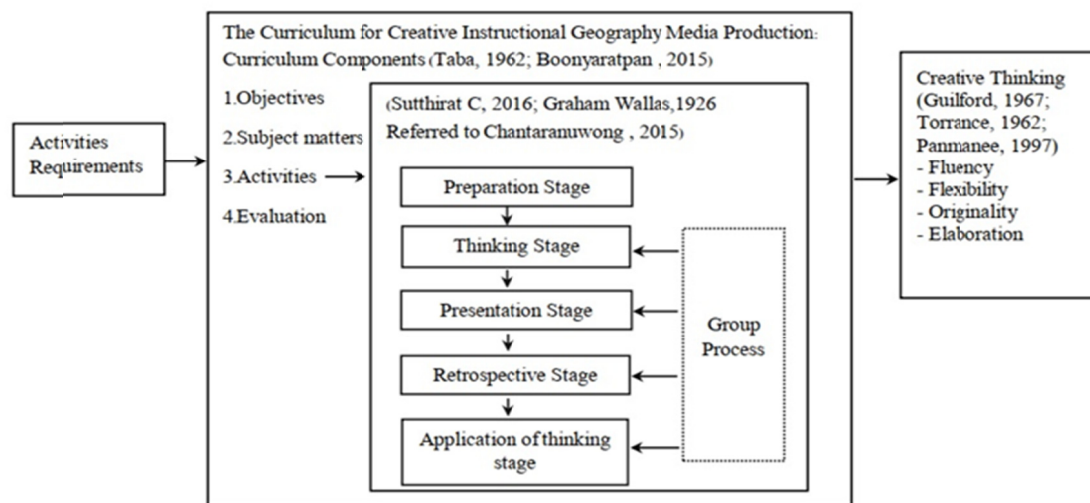 The Curriculum for Creative Instructional Geography Media Production:
Curriculum Components (Taba, 1962; Boonyaratpan , 2015)
Activities
Requirements
1.Objectives
2.Subject matters
3.Activities
4.Evaluation
(Sutthirat C, 2016; Graham Wallas,1926
Referred to Chantaranuwong , 2015)
Preparation Stage
Thinking Stage
Presentation Stage
Retrospective Stage
Application of thinking
stage
Group
Process
Creative Thinking
(Guilford, 1967;
Torrance, 1962;
Panmanee, 1997)
- Fluency
- Flexibility
- Originality
- Elaboration